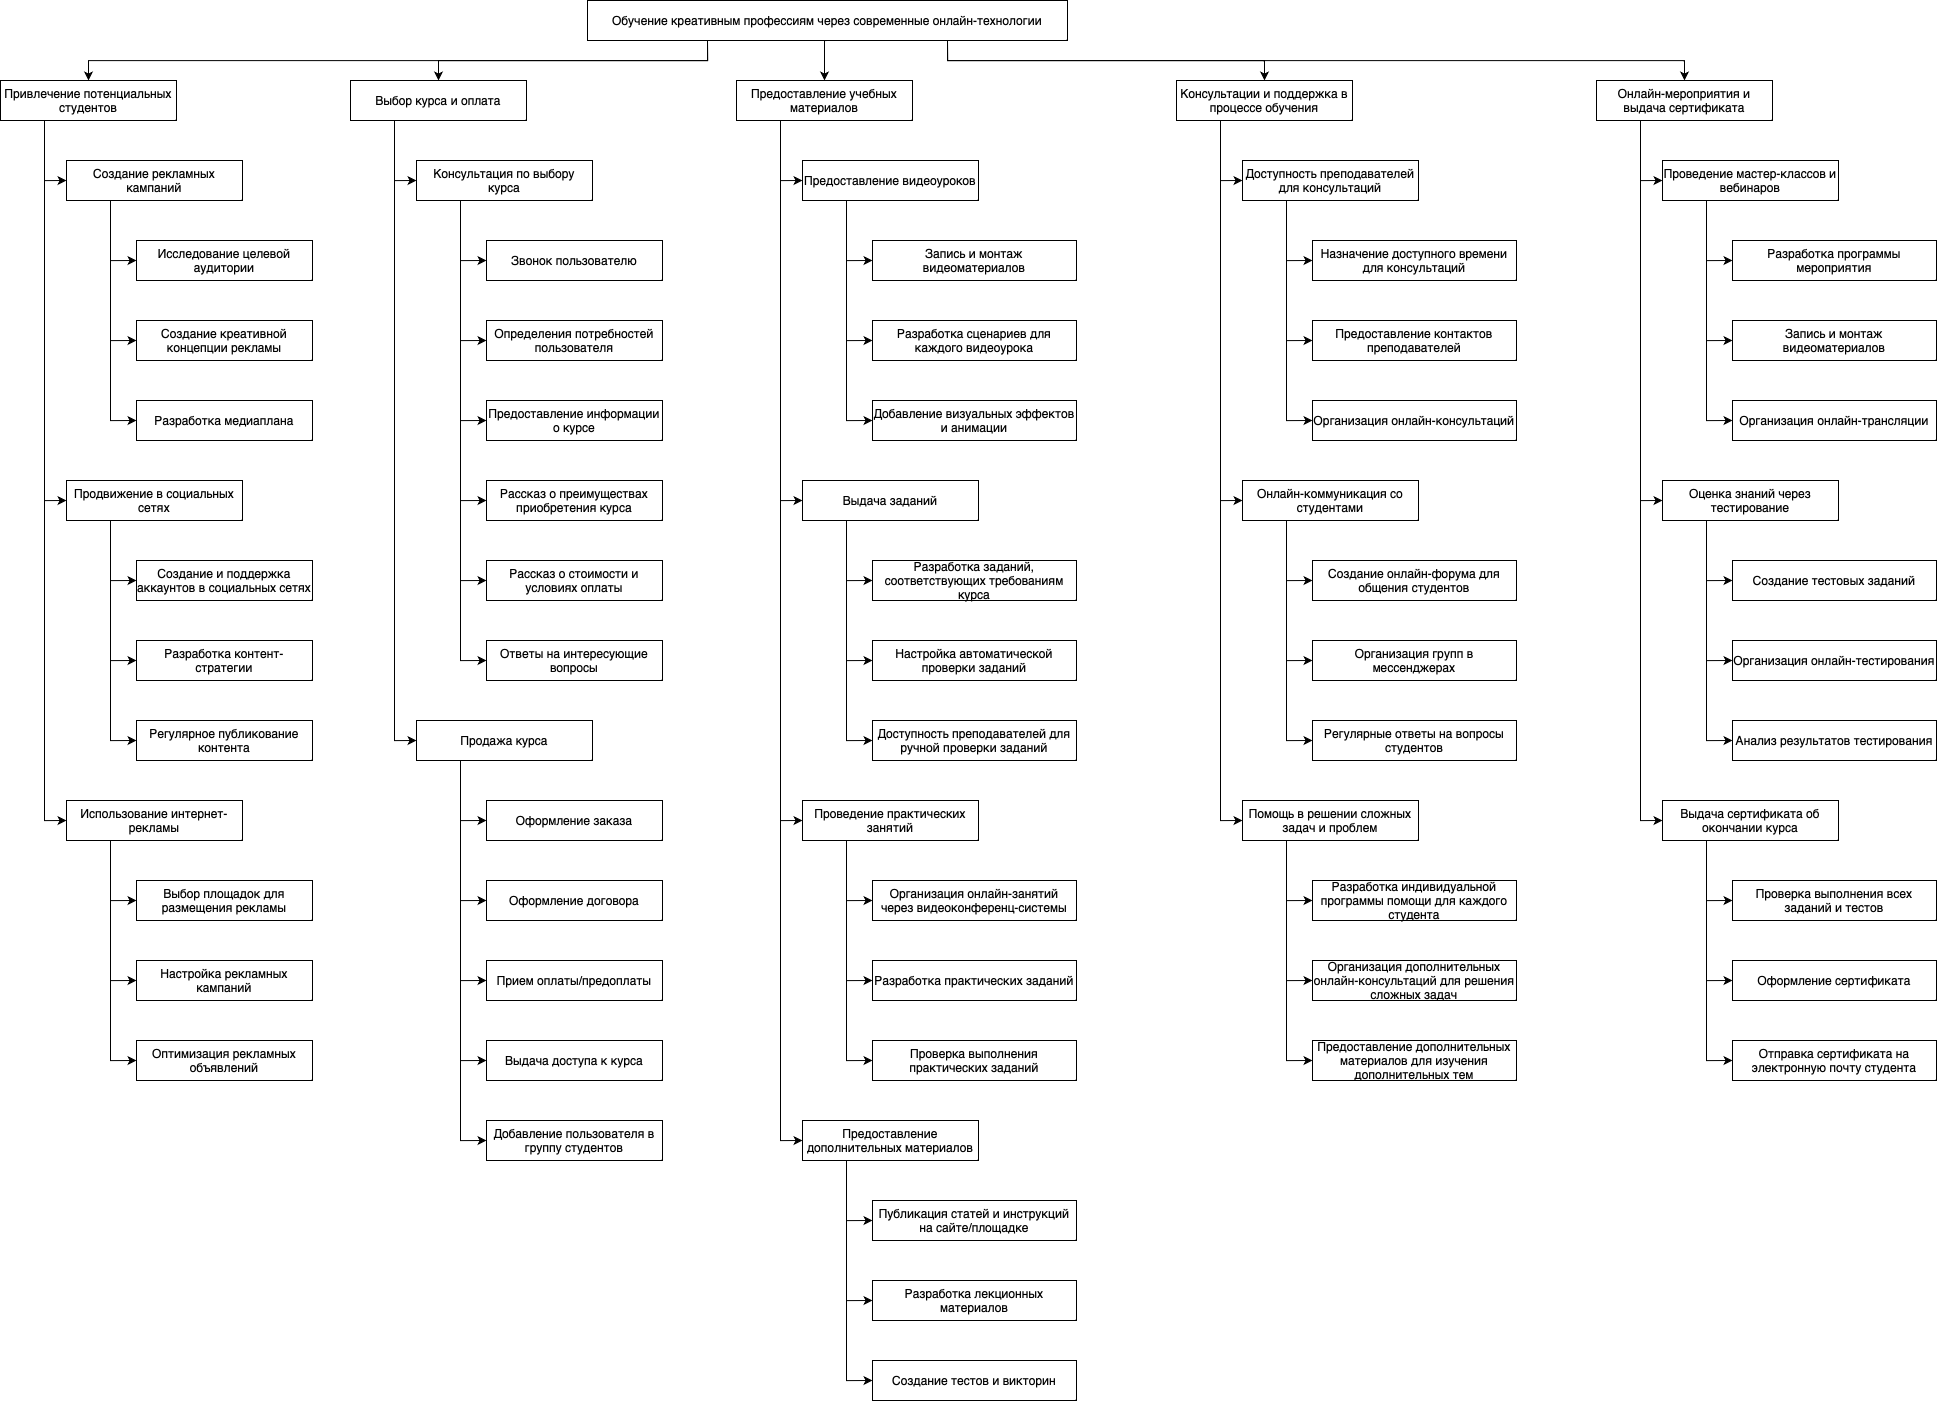 Обучение креативным профессиям через современные онлайн-технологии
Привлечение потенциальных
студентов
Создание рекламных
кампаний
Исследование целевой
аудитории
Создание креативной
концепции рекламы
Разработка медиаплана
Продвижение в социальных
сетях
Создание и поддержка
аккаунтов в социальных сетях
Разработка контент-
стратегии
Регулярное публикование
контента
Использование интернет-
рекламы
Выбор площадок для
размещения рекламы
Настройка рекламных
кампаний
Оптимизация рекламных
объявлений
Выбор курса и оплата
Консультация по выбору
курса
Звонок пользователю
Определения потребностей
пользователя
Предоставление информации
о курсе
Рассказ о преимуществах
приобретения курса
Рассказ о стоимости и
условиях оплаты
Ответы на интересующие
вопросы
Продажа курса
Оформление заказа
Оформление договора
Прием оплаты/предоплаты
Выдача доступа к курса
Добавление пользователя в
группу студентов
Предоставление учебных
материалов
Предоставление видеоуроков
Запись и монтаж
видеоматериалов
Разработка сценариев для
каждого видеоурока
Добавление визуальных эффектов
и анимации
Выдача заданий
Разработка заданий,
соответствующих требованиям
курса
Настройка автоматической
проверки заданий
Доступность преподавателей для
ручной проверки заданий
Проведение практических
занятий
Организация онлайн-занятий
через видеоконференц-системы
Разработка практических заданий
Проверка выполнения
практических заданий
Предоставление
дополнительных материалов
Публикация статей и инструкций
на сайте/площадке
Разработка лекционных
материалов
Создание тестов и викторин
Консультации и поддержка в
процессе обучения
Доступность преподавателей
для консультаций
Назначение доступного времени
для консультаций
Предоставление контактов
преподавателей
Организация онлайн-консультаций
Онлайн-коммуникация со
студентами
Создание онлайн-форума для
общения студентов
Организация групп в
мессенджерах
Регулярные ответы на вопросы
студентов
Помощь в решении сложных
задач и проблем
Разработка индивидуальной
программы помощи для каждого
студента
Организация дополнительных
онлайн-консультаций для решения
сложных задач
Предоставление дополнительных
материалов для изучения
дополнительных тем
Онлайн-мероприятия и
выдача сертификата
Проведение мастер-классов и
вебинаров
Разработка программы
мероприятия
Запись и монтаж
видеоматериалов
Организация онлайн-трансляции
Оценка знаний через
тестирование
Создание тестовых заданий
Организация онлайн-тестирования
Анализ результатов тестирования
Выдача сертификата об
окончании курса
Проверка выполнения всех
заданий и тестов
Оформление сертификата
Отправка сертификата на
электронную почту студента